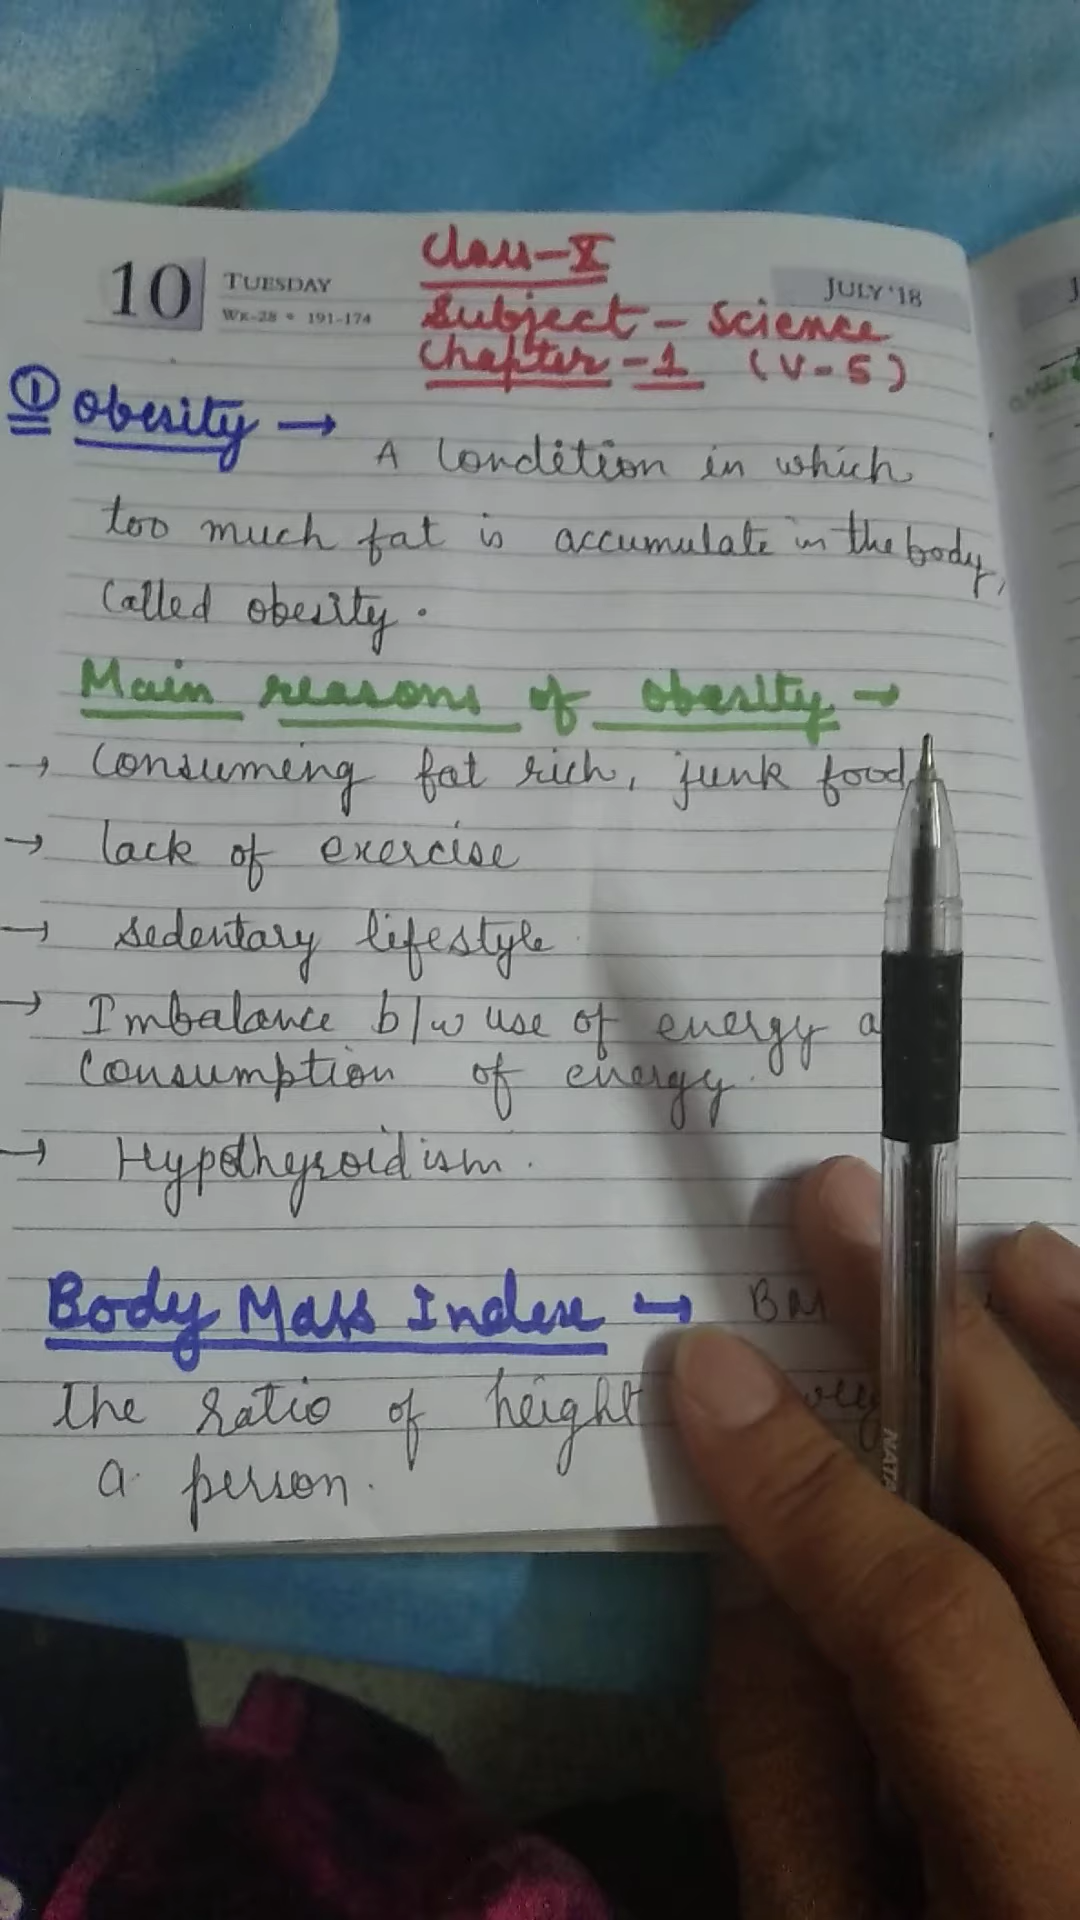 Class-X
10 TUESDAY JULY '18
WK-28 • 191-174
Subject - Science
Chapter-1 (V-5)
① Obesity →
A Condition in which
too much fat is accumulate in the body,
Called obesity.
Main reasons of obesity →
→ Consuming fat rich, junk food
→ lack of exercise
→ sedentary lifestyle
→ Imbalance b/w use of energy
Consumption of energy.
→ Hypothyroidism.
Body Mass Index →
the ratio of height
a person.
NATA